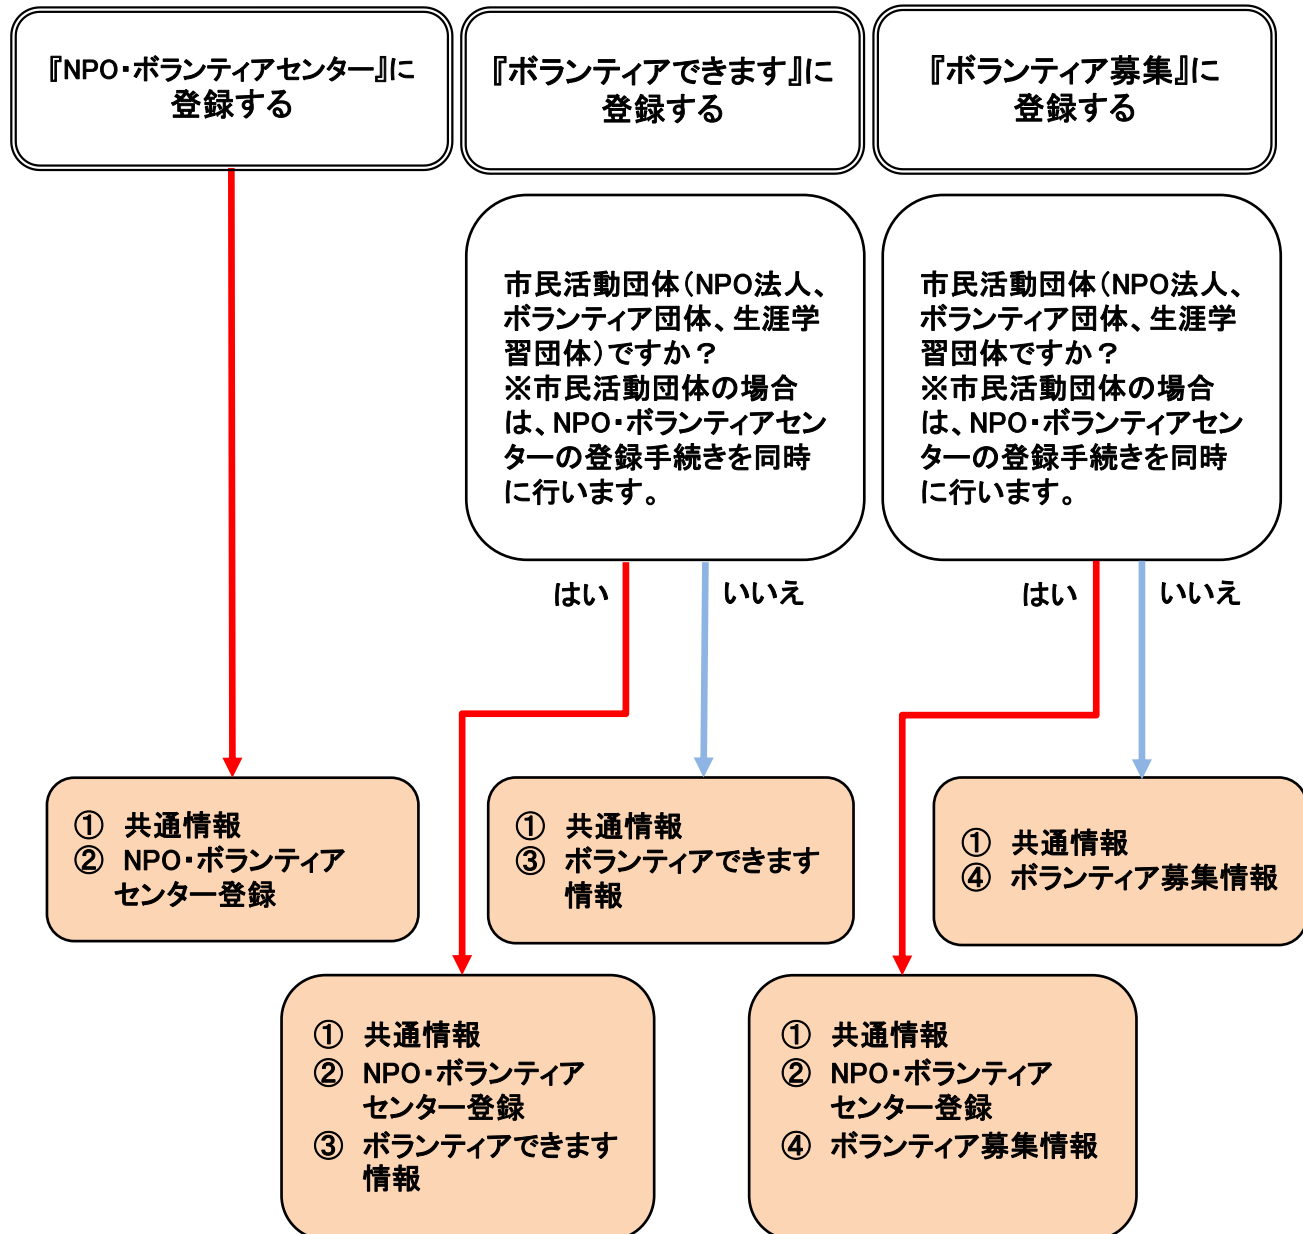 『NPO・ボランティアセンター』に
登録する
『ボランティアできます』に
登録する
『ボランティア募集』に
登録する
市民活動団体（NPO法人、
ボランティア団体、生涯学
習団体）ですか？
※市民活動団体の場合
は、NPO・ボランティアセン
ターの登録手続きを同時
に行います。
市民活動団体（NPO法人、
ボランティア団体、生涯学
習団体ですか？
※市民活動団体の場合
は、NPO・ボランティアセン
ターの登録手続きを同時
に行います。
はい
いいえ
はい
いいえ
① 共通情報
② NPO・ボランティア
センター登録
① 共通情報
③ ボランティアできます
情報
① 共通情報
④ ボランティア募集情報
① 共通情報
② NPO・ボランティア
センター登録
③ ボランティアできます
情報
① 共通情報
② NPO・ボランティア
センター登録
④ ボランティア募集情報